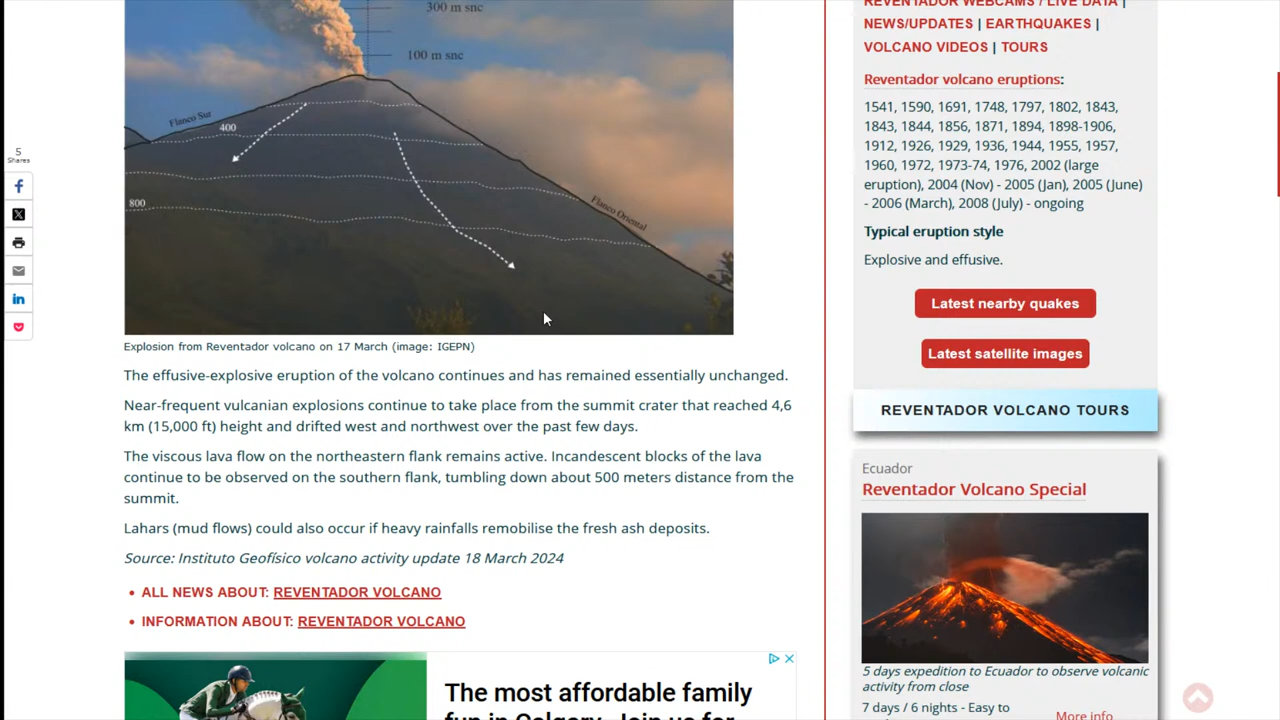 300 m snc
100 m snc
Flanco Sur
400
800
Flanco Oriental
5
Shares
Explosion from Reventador volcano on 17 March (image: IGEPN)
The effusive-explosive eruption of the volcano continues and has remained essentially unchanged.
Near-frequent vulcanian explosions continue to take place from the summit crater that reached 4,6
km (15,000 ft) height and drifted west and northwest over the past few days.
The viscous lava flow on the northeastern flank remains active. Incandescent blocks of the lava
continue to be observed on the southern flank, tumbling down about 500 meters distance from the
summit.
Lahars (mud flows) could also occur if heavy rainfalls remobilise the fresh ash deposits.
Source: Instituto Geofísico volcano activity update 18 March 2024
• ALL NEWS ABOUT: REVENTADOR VOLCANO
• INFORMATION ABOUT: REVENTADOR VOLCANO
The most affordable family
fun in Calgary. Join us for
REVENTADOR WEBCAMS / LIVE DATA |
NEWS/UPDATES | EARTHQUAKES |
VOLCANO VIDEOS | TOURS
Reventador volcano eruptions:
1541, 1590, 1691, 1748, 1797, 1802, 1843,
1843, 1844, 1856, 1871, 1894, 1898-1906,
1912, 1926, 1929, 1936, 1944, 1955, 1957,
1960, 1972, 1973-74, 1976, 2002 (large
eruption), 2004 (Nov) - 2005 (Jan), 2005 (June)
- 2006 (March), 2008 (July) - ongoing
Typical eruption style
Explosive and effusive.
Latest nearby quakes
Latest satellite images
REVENTADOR VOLCANO TOURS
Ecuador
Reventador Volcano Special
5 days expedition to Ecuador to observe volcanic
activity from close
7 days / 6 nights - Easy to
More info